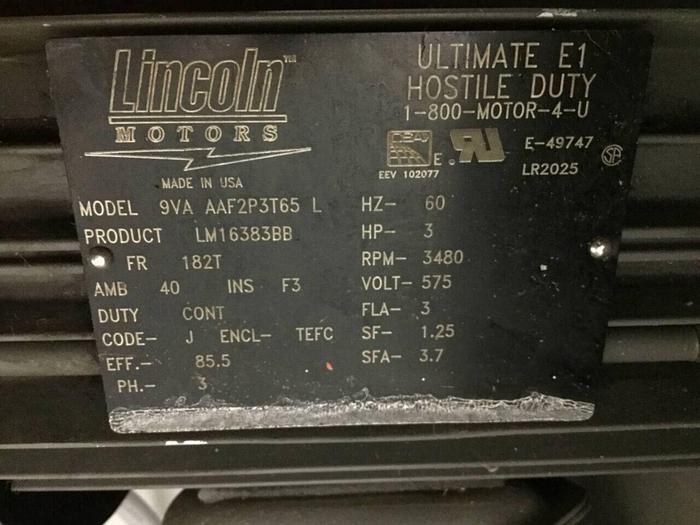 Lincoln™
MOTORS
MADE IN USA
ULTIMATE E1
HOSTILE DUTY
1-800-MOTOR-4-U
E.
EEV 102077
E-49747
LR2025
MODEL 9VA AAF2P3T65 L
PRODUCT LM16383BB
FR 182T
AMB 40 INS F3
DUTY CONT
CODE- J ENCL- TEFC
EFF.- 85.5
PH.- 3
HZ- 60
HP- 3
RPM- 3480
VOLT- 575
FLA- 3
SF- 1.25
SFA- 3.7